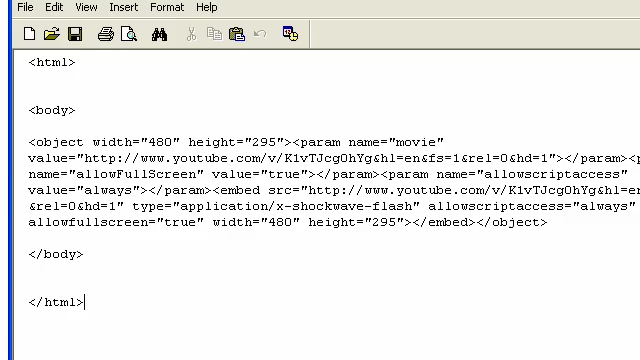 File Edit View Insert Format Help
<html>
<body>
<object width="480" height="295"><param name="movie"
value="http://www.youtube.com/v/K1vTJcgOhYg&hl=en&fs=1&rel=0&hd=1"></param><p
name="allowFullScreen" value="true"></param><param name="allowscriptaccess"
value="always"></param><embed src="http://www.youtube.com/v/K1vTJcgOhYg&hl=en
&rel=0&hd=1" type="application/x-shockwave-flash" allowscriptaccess="always"
allowfullscreen="true" width="480" height="295"></embed></object>
</body>
</html>